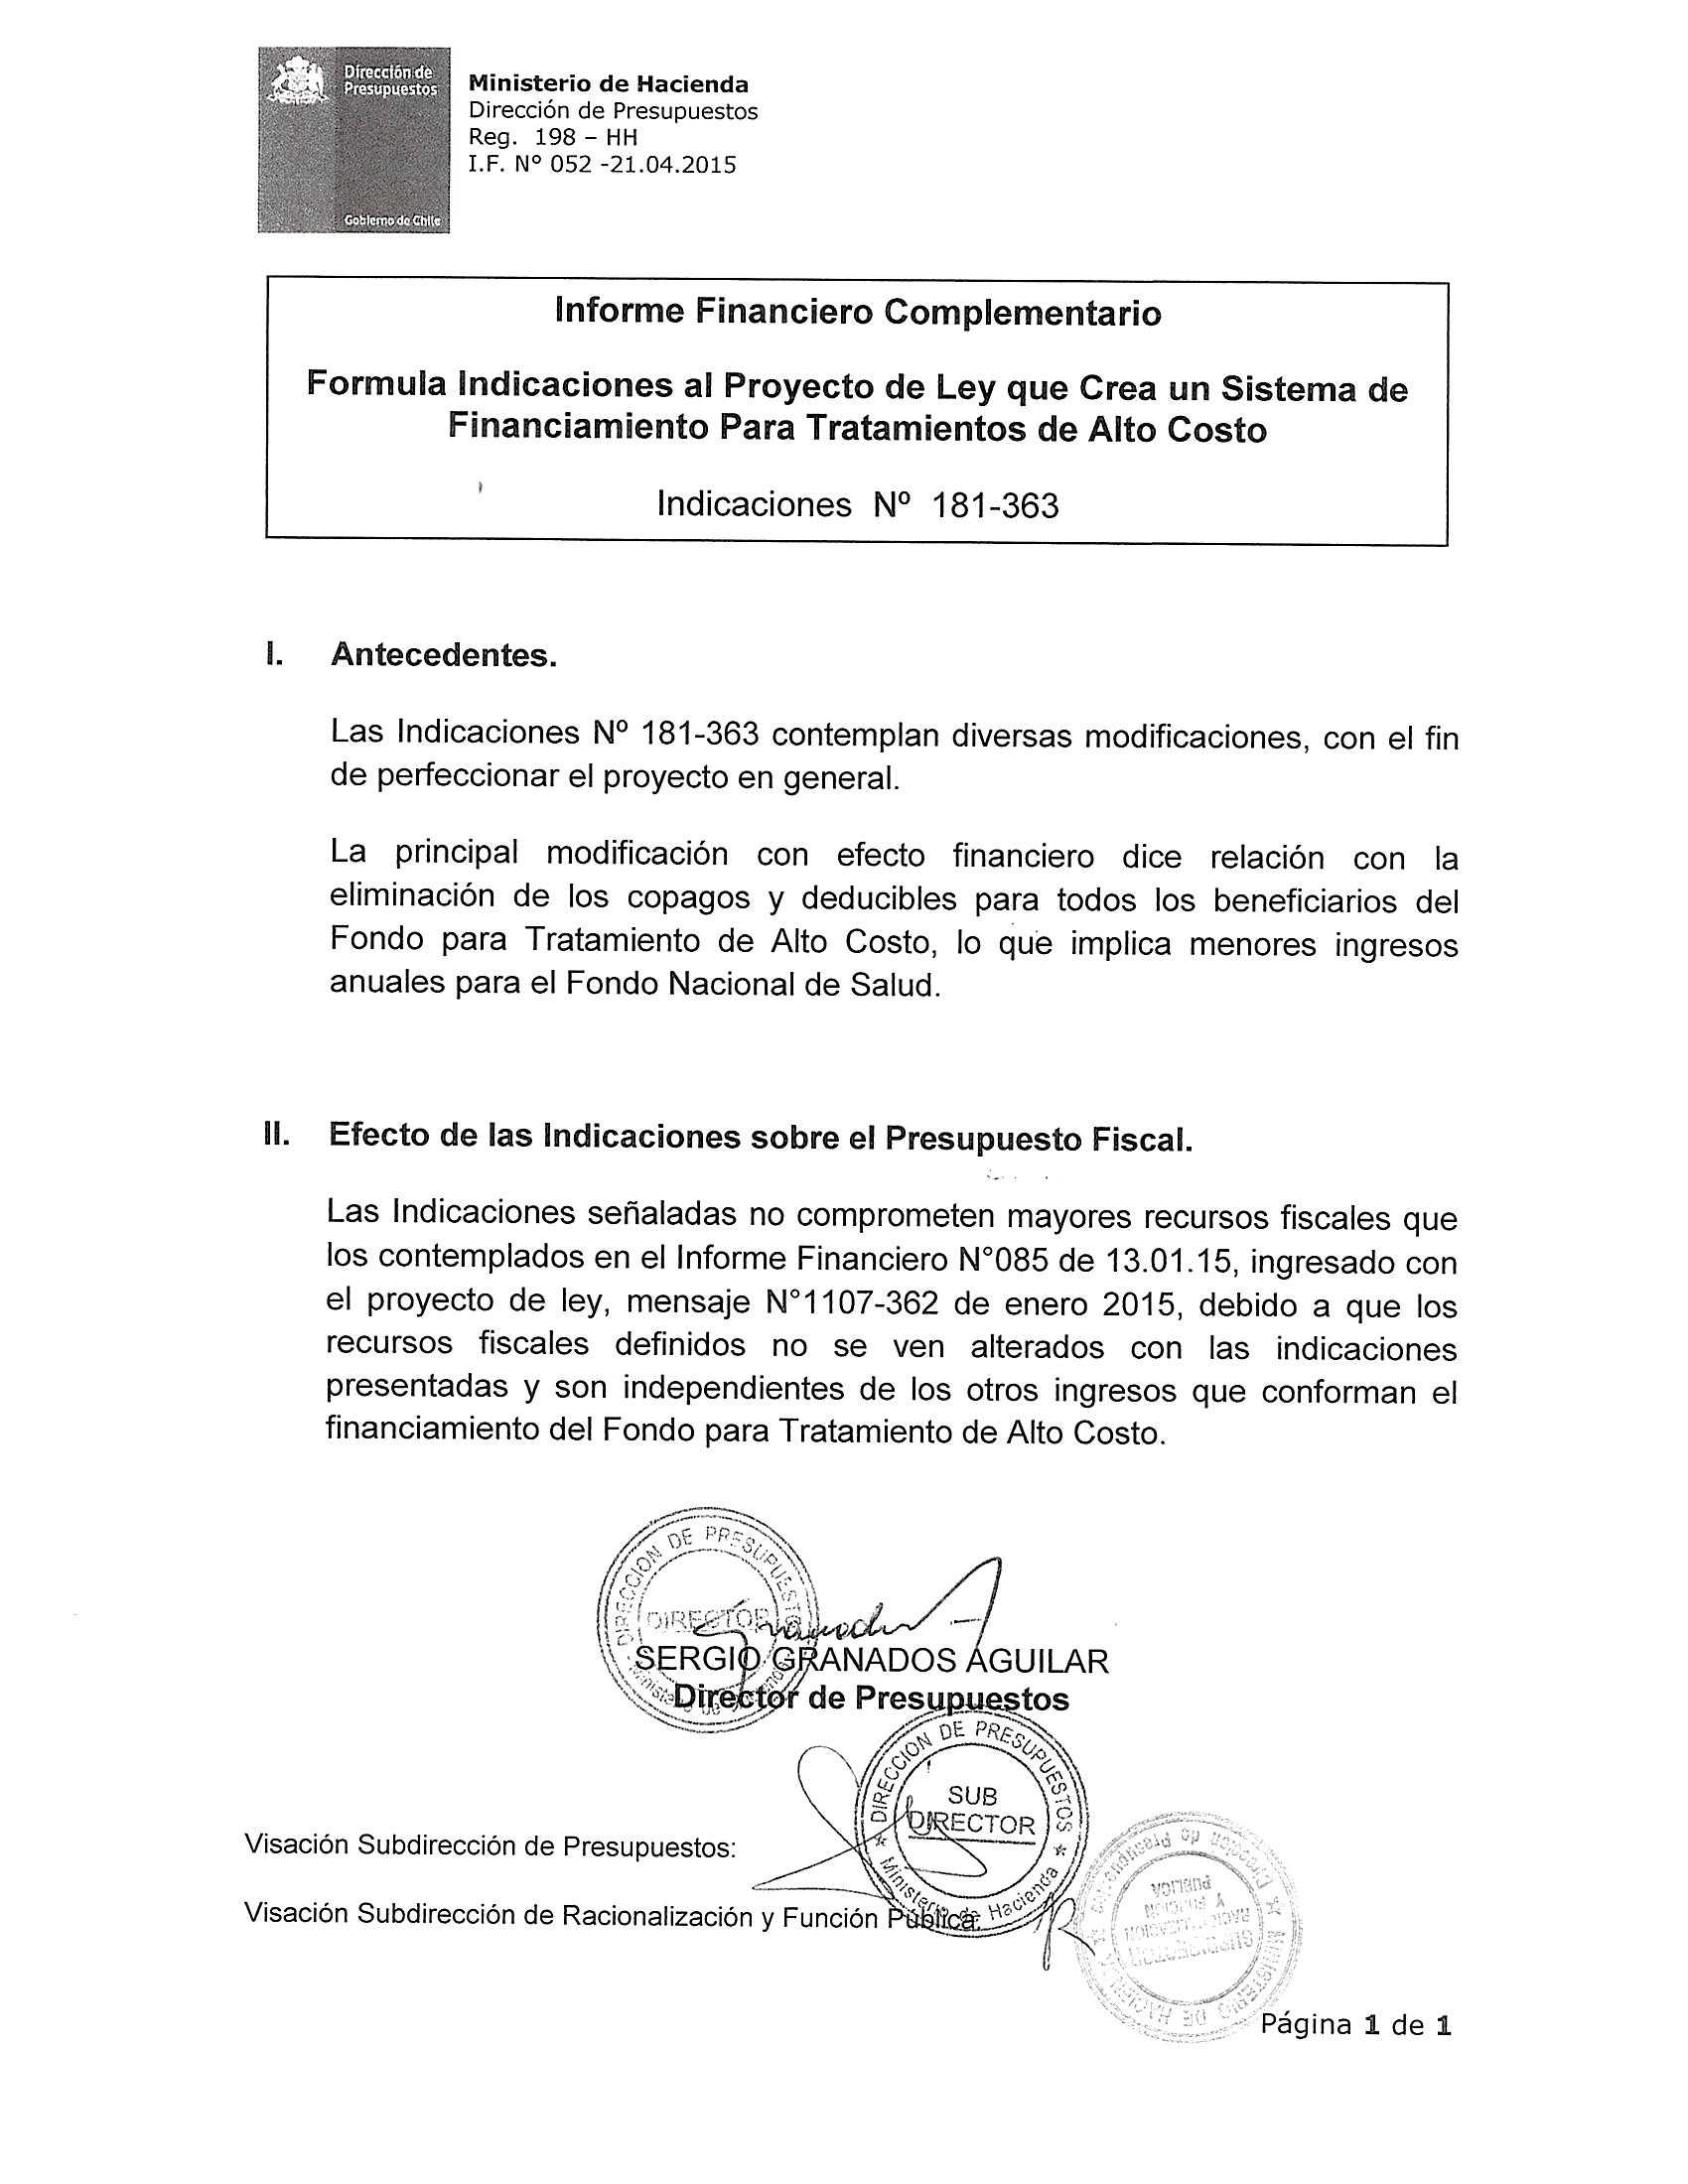 Dirección de
Presupuestos
Gobierno de Chile
Ministerio de Hacienda
Dirección de Presupuestos
Reg. 198 – HH
I.F. N° 052 -21.04.2015
Informe Financiero Complementario
Formula Indicaciones al Proyecto de Ley que Crea un Sistema de
Financiamiento Para Tratamientos de Alto Costo
Indicaciones Nº 181-363
I. Antecedentes.
Las Indicaciones Nº 181-363 contemplan diversas modificaciones, con el fin
de perfeccionar el proyecto en general.
La principal modificación con efecto financiero dice relación con la
eliminación de los copagos y deducibles para todos los beneficiarios del
Fondo para Tratamiento de Alto Costo, lo que implica menores ingresos
anuales para el Fondo Nacional de Salud.
II. Efecto de las Indicaciones sobre el Presupuesto Fiscal.
Las Indicaciones señaladas no comprometen mayores recursos fiscales que
los contemplados en el Informe Financiero N°085 de 13.01.15, ingresado con
el proyecto de ley, mensaje N°1107-362 de enero 2015, debido a que los
recursos fiscales definidos no se ven alterados con las indicaciones
presentadas y son independientes de los otros ingresos que conforman el
financiamiento del Fondo para Tratamiento de Alto Costo.
DIRECCION DE PRESUPUESTOS
DIRECTOR
SERGIO GRANADOS AGUILAR
Director de Presupuestos
DIRECCION DE PRESUPUESTOS
SUB
DIRECTOR
Ministerio de Hacienda
Visación Subdirección de Presupuestos:
Visación Subdirección de Racionalización y Función Pública:
MINISTERIO DE HACIENDA
Dirección de Presupuestos
Y FUNCION
PUBLICA
Página 1 de 1